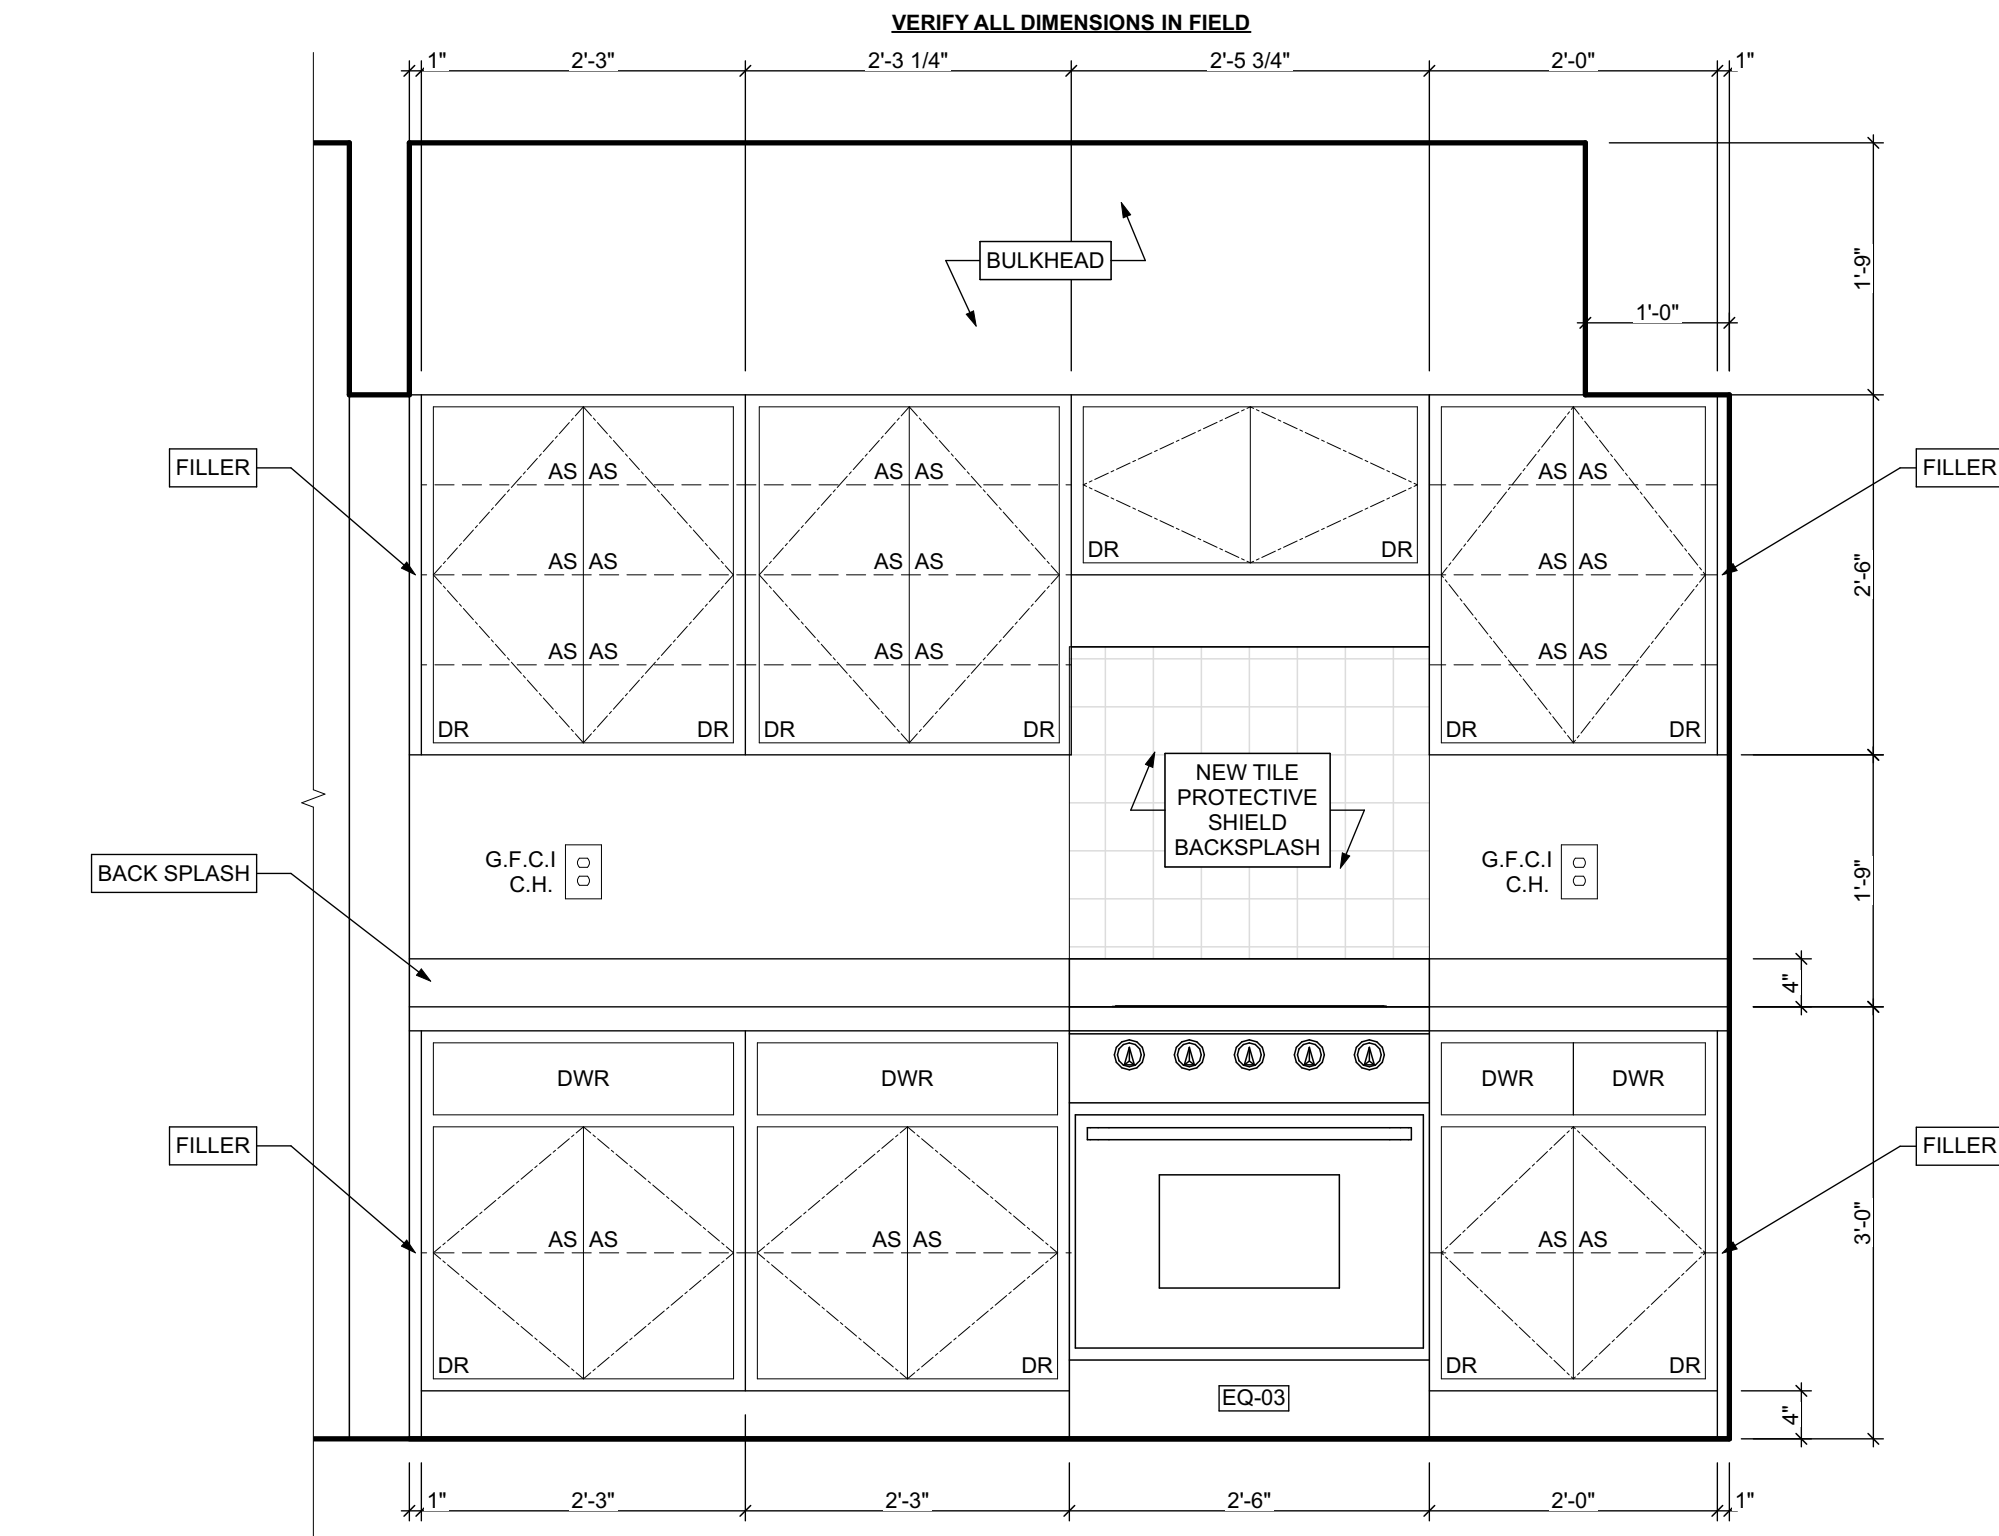 VERIFY ALL DIMENSIONS IN FIELD
1" 2'-3" 2'-3 1/4" 2'-5 3/4" 2'-0" 1"
BULKHEAD
1'-9"
1'-0"
FILLER
AS AS AS AS AS AS
FILLER
DR DR
AS AS AS AS AS AS
2'-6"
AS AS AS AS AS AS
DR DR DR DR DR DR
NEW TILE
PROTECTIVE
SHIELD
BACKSPLASH
BACK SPLASH
G.F.C.I
C.H.
G.F.C.I
C.H.
1'-9"
4"
DWR DWR DWR DWR
FILLER
FILLER
3'-0"
AS AS AS AS AS AS
DR DR DR DR
EQ-03
4"
1" 2'-3" 2'-3" 2'-6" 2'-0" 1"